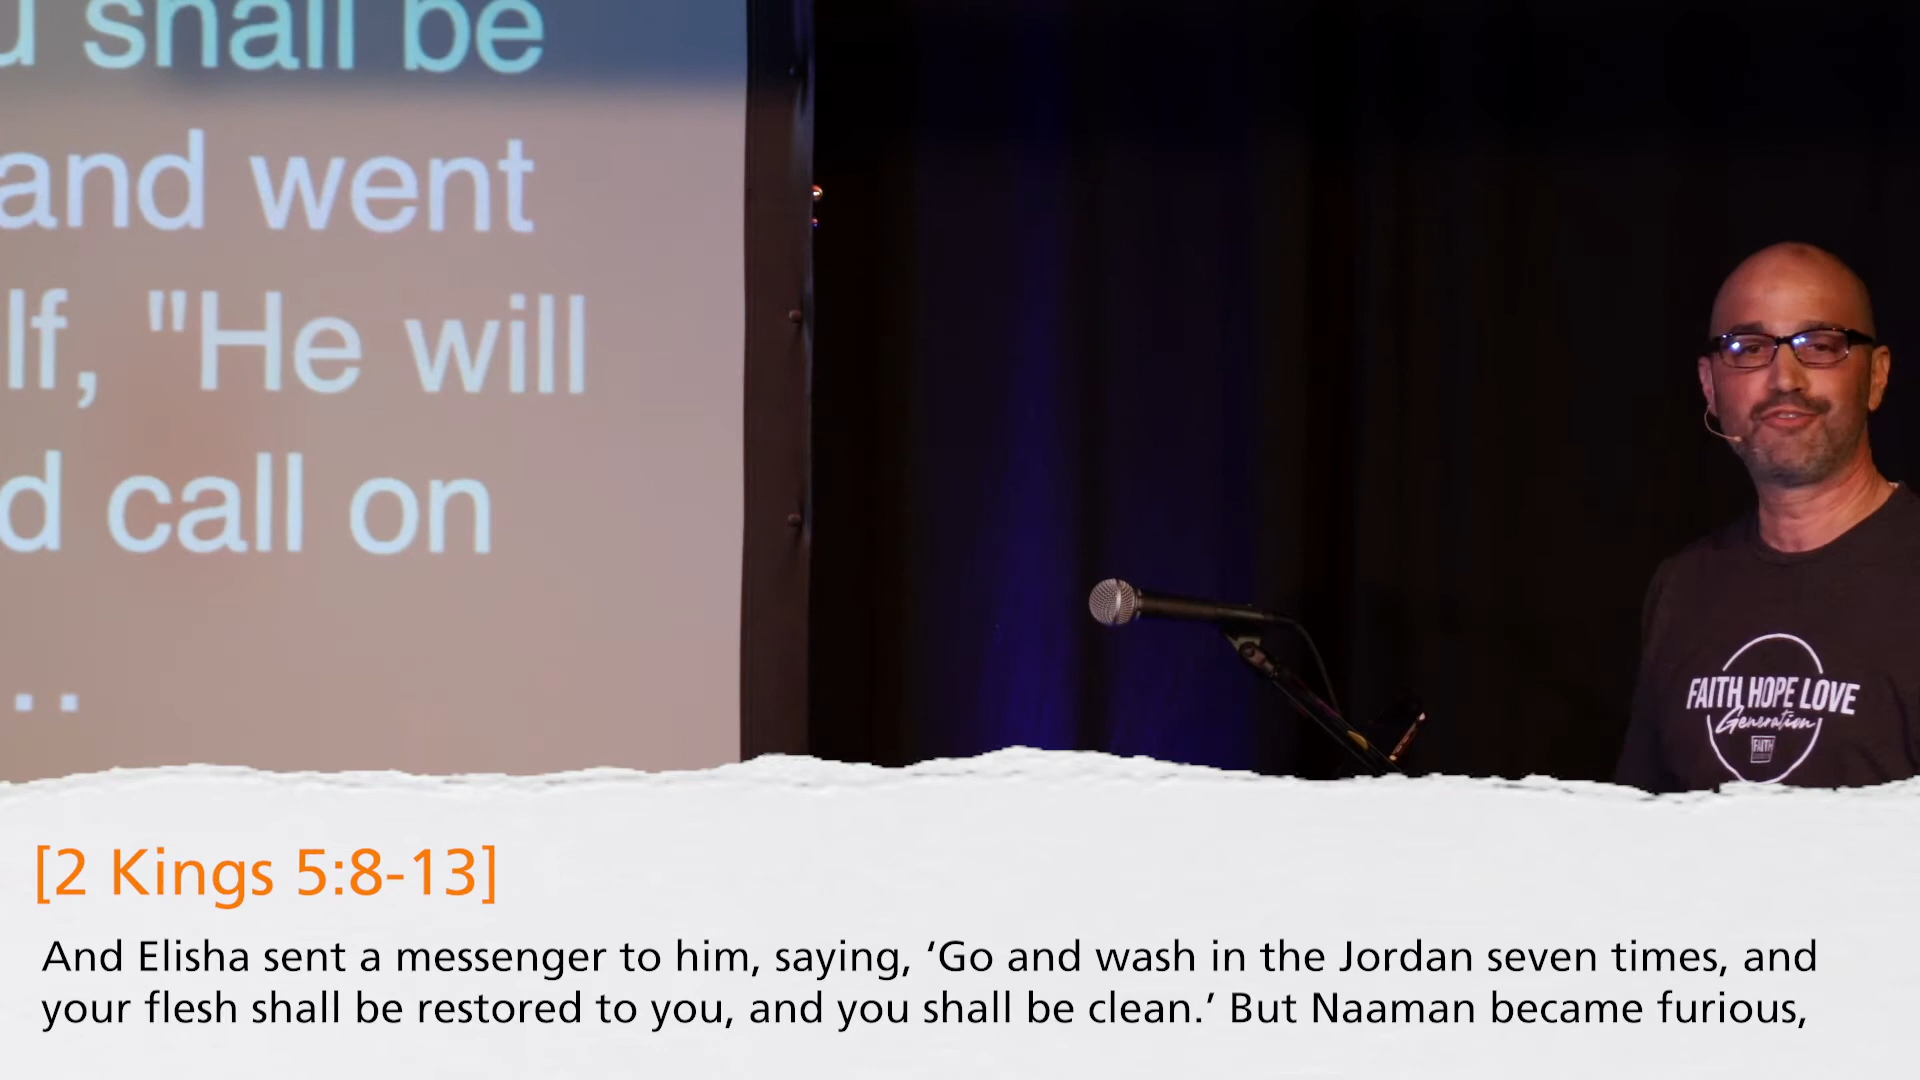 shall be
and went
lf, "He will
d call on
..
FAITH HOPE LOVE
Generation
FAITH
[2 Kings 5:8-13]
And Elisha sent a messenger to him, saying, ‘Go and wash in the Jordan seven times, and
your flesh shall be restored to you, and you shall be clean.’ But Naaman became furious,